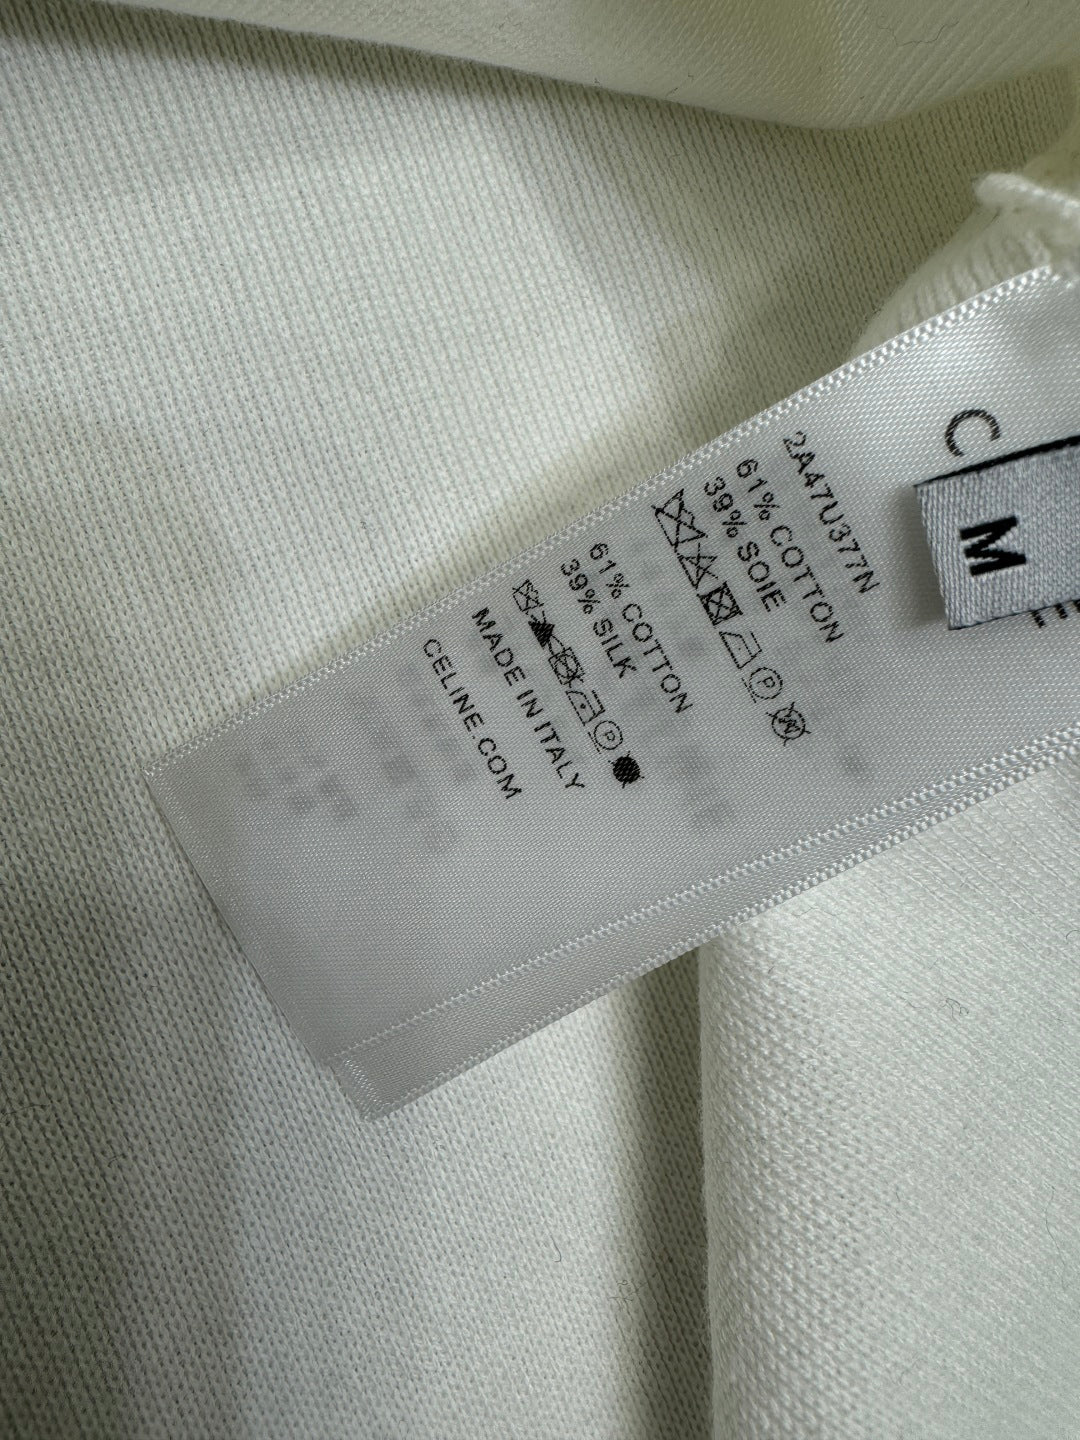 C
M
2A47U377N
61% COTTON
39% SOIE
61% COTTON
39% SILK
MADE IN ITALY
CELINE.COM